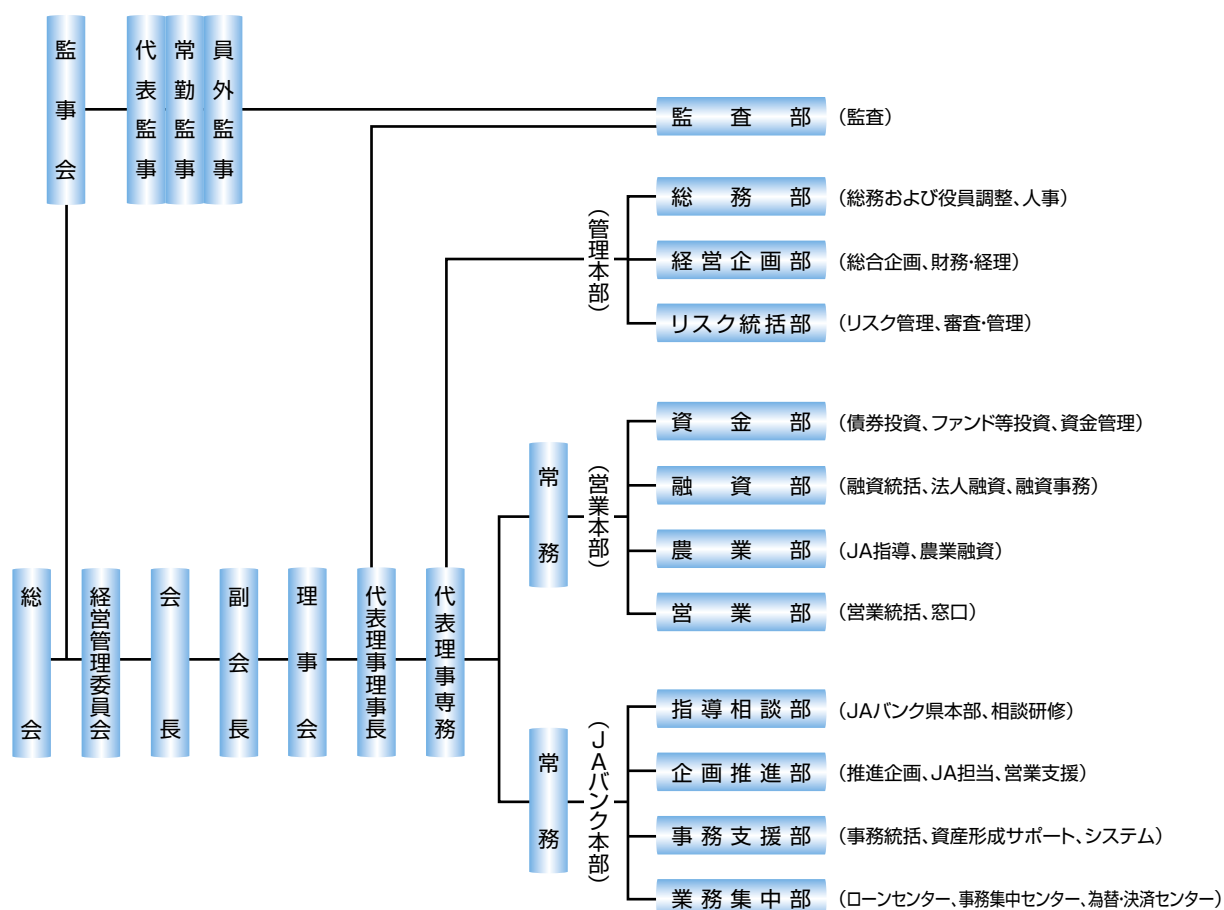 監事会
代表監事
常勤監事
員外監事
監査部 (監査)
(管理本部)
総務部 (総務および役員調整、人事)
経営企画部 (総合企画、財務・経理)
リスク統括部 (リスク管理、審査・管理)
総会
経営管理委員会
会長
副会長
理事会
代表理事理事長
代表理事専務
常務
(営業本部)
資金部 (債券投資、ファンド等投資、資金管理)
融資部 (融資統括、法人融資、融資事務)
農業部 (JA指導、農業融資)
営業部 (営業統括、窓口)
常務
(JAバンク本部)
指導相談部 (JAバンク県本部、相談研修)
企画推進部 (推進企画、JA担当、営業支援)
事務支援部 (事務統括、資産形成サポート、システム)
業務集中部 (ローンセンター、事務集中センター、為替・決済センター)